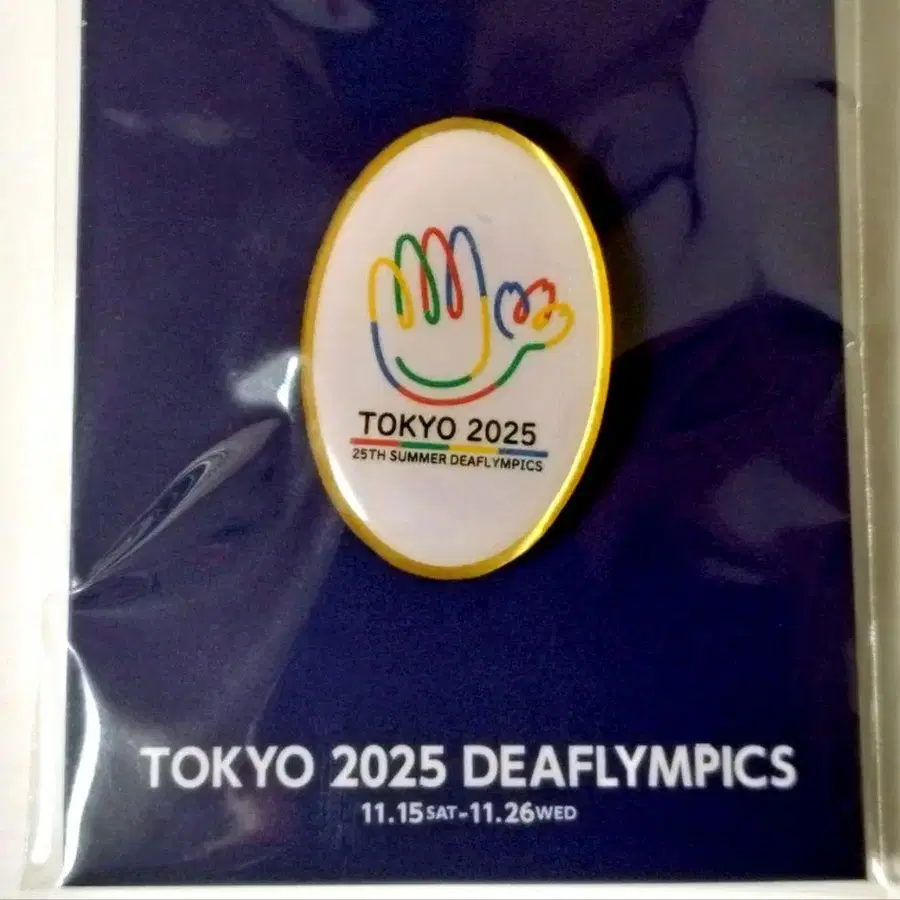 TOKYO 2025
25TH SUMMER DEAFLYMPICS
TOKYO 2025 DEAFLYMPICS
11.15SAT-11.26WED